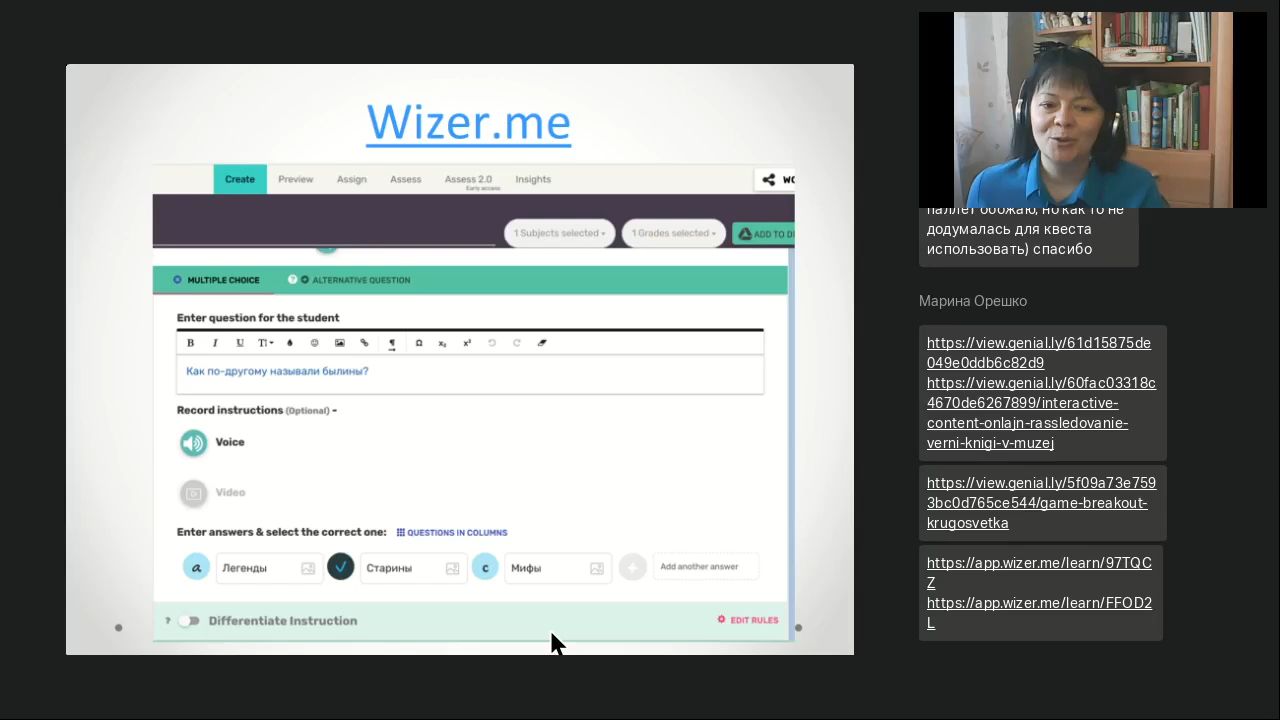 Wizer.me
Create Preview Assign Assess Assess 2.0 Insights
Early access
1 Subjects selected 1 Grades selected ADD TO
MULTIPLE CHOICE ? ALTERNATIVE QUESTION
Enter question for the student
B I U T ¶ Ω x₂ x²
Как по-другому называли былины?
Record instructions (Optional) -
Voice
Video
Enter answers & select the correct one: QUESTIONS IN COLUMNS
a Легенды Старины c Мифы + Add another answer
? Differentiate Instruction EDIT RULES
паллет обожаю, но как то не
додумалась для квеста
использовать) спасибо
Марина Орешко
https://view.genial.ly/61d15875de
049e0ddb6c82d9
https://view.genial.ly/60fac03318c
4670de6267899/interactive-
content-onlajn-rassledovanie-
verni-knigi-v-muzej
https://view.genial.ly/5f09a73e759
3bc0d765ce544/game-breakout-
krugosvetka
https://app.wizer.me/learn/97TQC
Z
https://app.wizer.me/learn/FFOD2
L